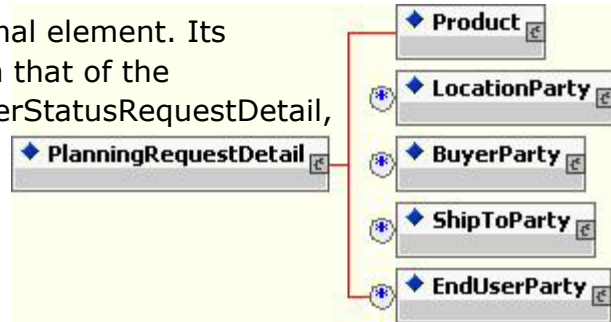 nal element. Its
that of the
erStatusRequestDetail,
PlanningRequestDetail
Product
LocationParty
BuyerParty
ShipToParty
EndUserParty